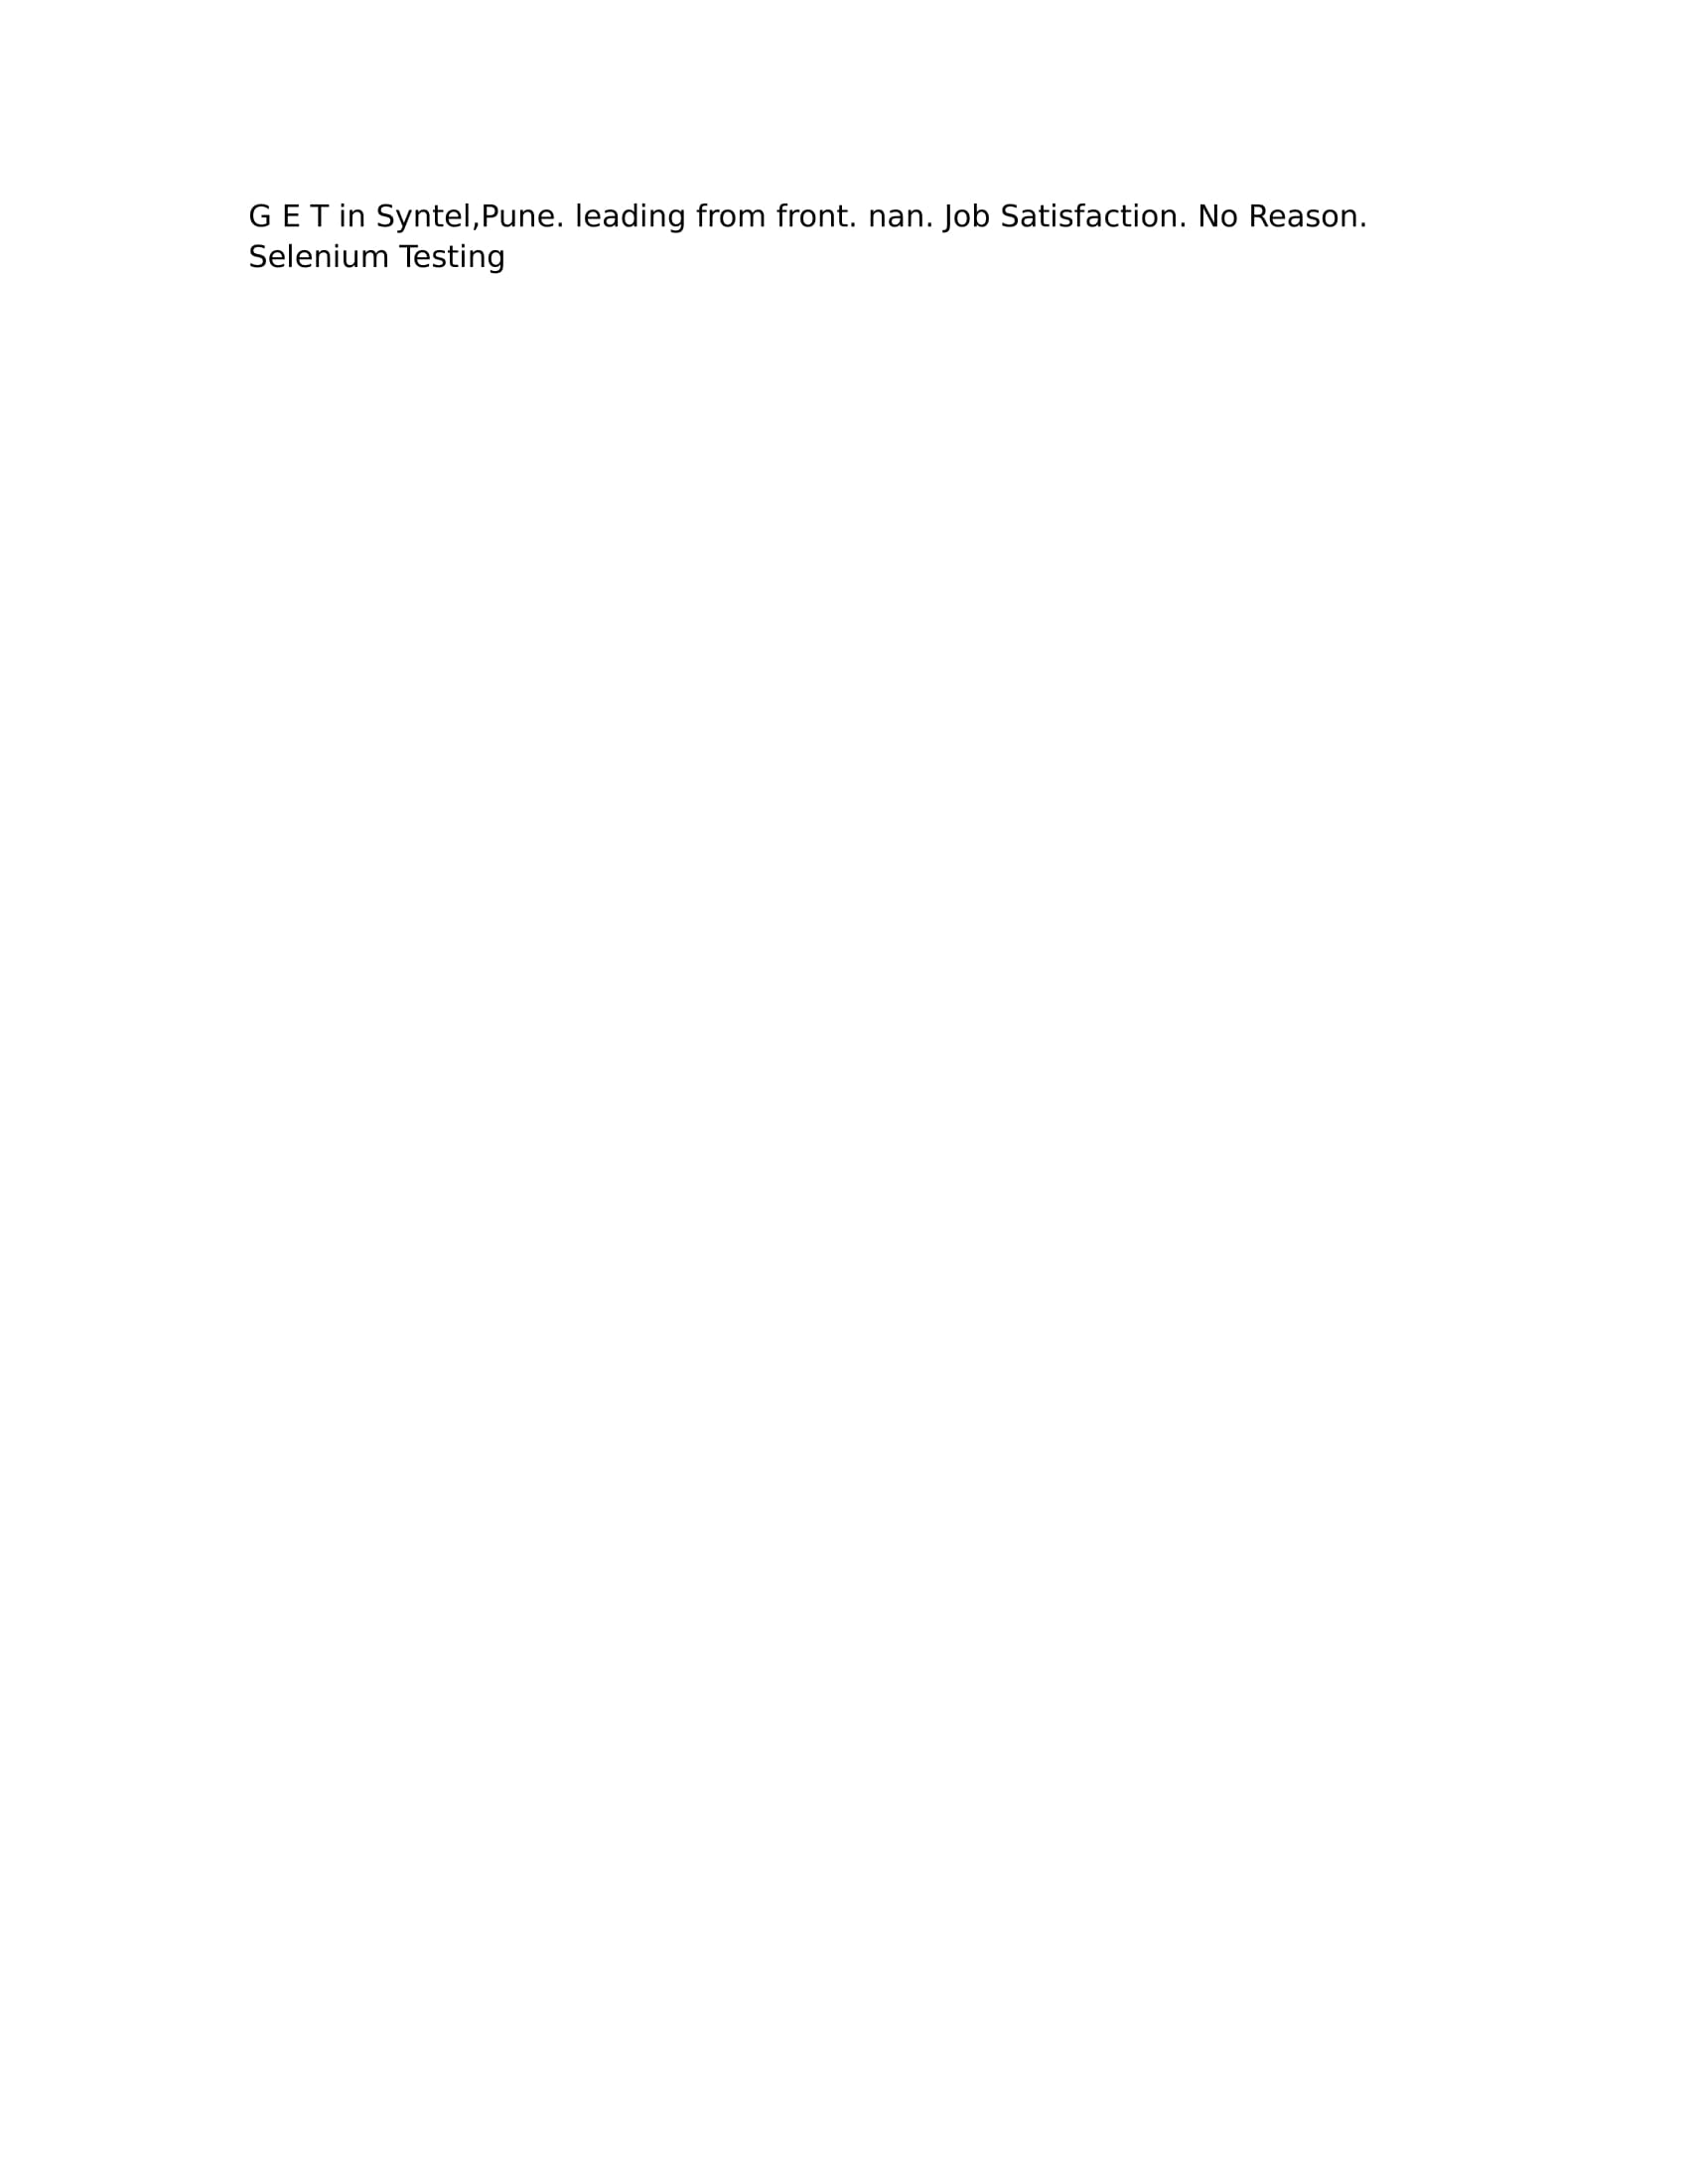 G E T in Syntel,Pune. leading from front. nan. Job Satisfaction. No Reason.
Selenium Testing